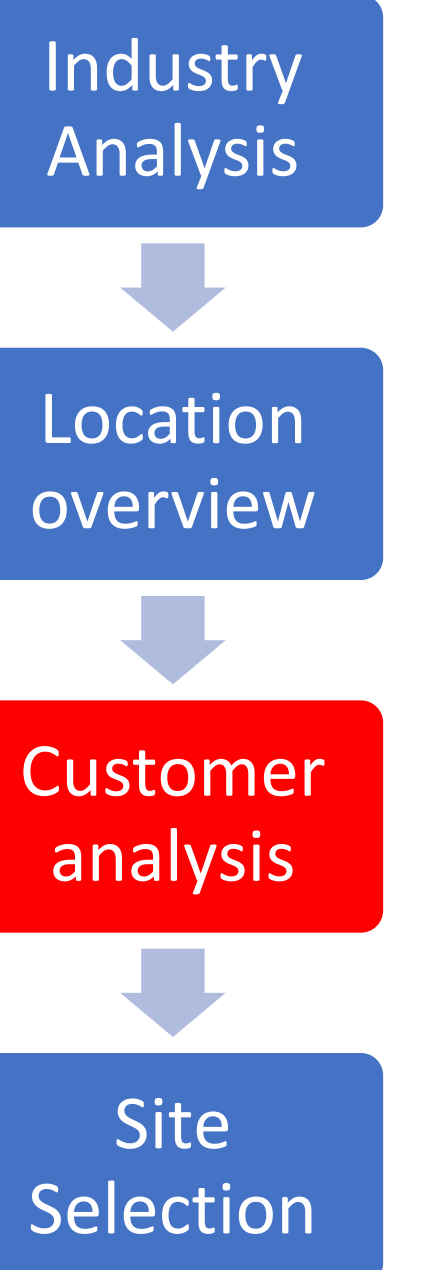 Industry
Analysis
Location
overview
Customer
analysis
Site
Selection